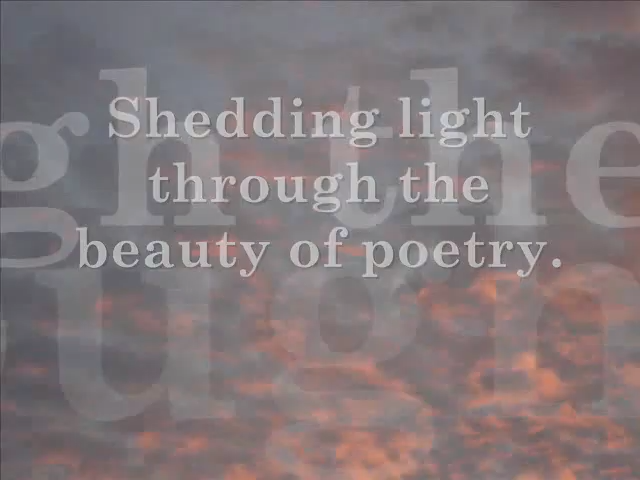 Shedding light
through the
beauty of poetry.